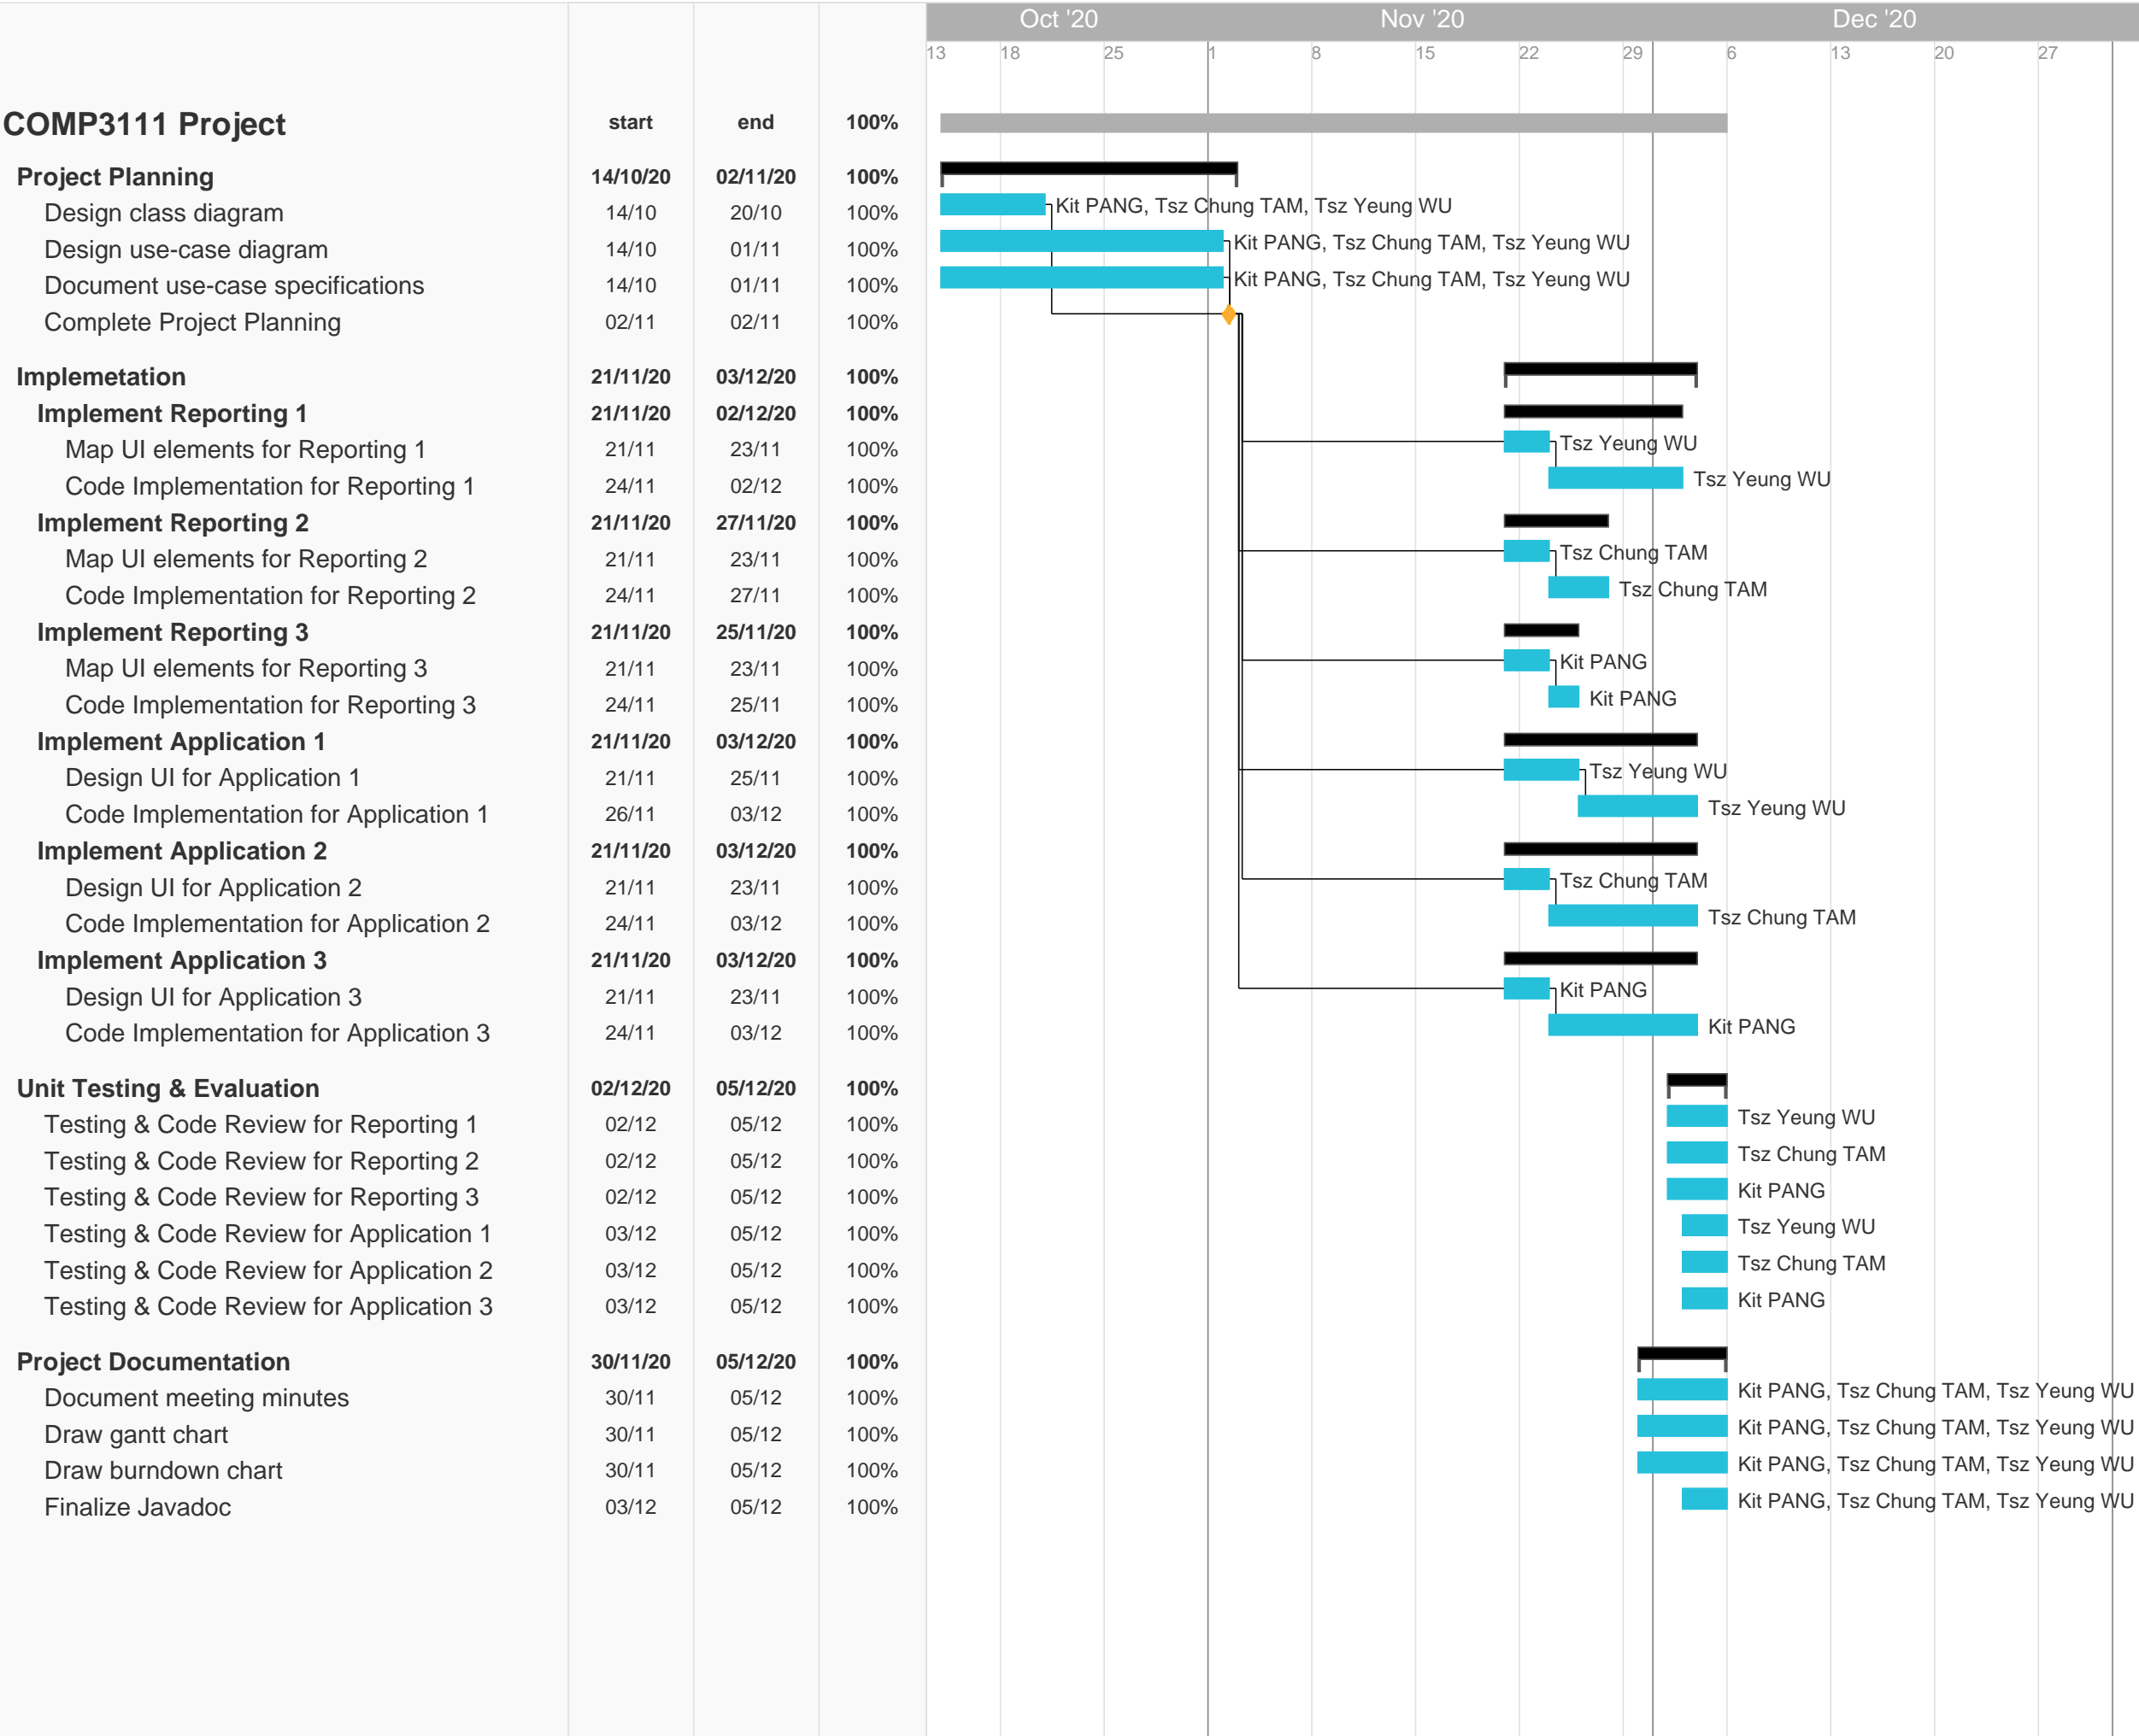 Oct '20 Nov '20 Dec '20
13 18 25 1 8 15 22 29 6 13 20 27
COMP3111 Project start end 100%
Project Planning 14/10/20 02/11/20 100%
Design class diagram 14/10 20/10 100% Kit PANG, Tsz Chung TAM, Tsz Yeung WU
Design use-case diagram 14/10 01/11 100% Kit PANG, Tsz Chung TAM, Tsz Yeung WU
Document use-case specifications 14/10 01/11 100% Kit PANG, Tsz Chung TAM, Tsz Yeung WU
Complete Project Planning 02/11 02/11 100%
Implemetation 21/11/20 03/12/20 100%
Implement Reporting 1 21/11/20 02/12/20 100%
Map UI elements for Reporting 1 21/11 23/11 100% Tsz Yeung WU
Code Implementation for Reporting 1 24/11 02/12 100% Tsz Yeung WU
Implement Reporting 2 21/11/20 27/11/20 100%
Map UI elements for Reporting 2 21/11 23/11 100% Tsz Chung TAM
Code Implementation for Reporting 2 24/11 27/11 100% Tsz Chung TAM
Implement Reporting 3 21/11/20 25/11/20 100%
Map UI elements for Reporting 3 21/11 23/11 100% Kit PANG
Code Implementation for Reporting 3 24/11 25/11 100% Kit PANG
Implement Application 1 21/11/20 03/12/20 100%
Design UI for Application 1 21/11 25/11 100% Tsz Yeung WU
Code Implementation for Application 1 26/11 03/12 100% Tsz Yeung WU
Implement Application 2 21/11/20 03/12/20 100%
Design UI for Application 2 21/11 23/11 100% Tsz Chung TAM
Code Implementation for Application 2 24/11 03/12 100% Tsz Chung TAM
Implement Application 3 21/11/20 03/12/20 100%
Design UI for Application 3 21/11 23/11 100% Kit PANG
Code Implementation for Application 3 24/11 03/12 100% Kit PANG
Unit Testing & Evaluation 02/12/20 05/12/20 100%
Testing & Code Review for Reporting 1 02/12 05/12 100% Tsz Yeung WU
Testing & Code Review for Reporting 2 02/12 05/12 100% Tsz Chung TAM
Testing & Code Review for Reporting 3 02/12 05/12 100% Kit PANG
Testing & Code Review for Application 1 03/12 05/12 100% Tsz Yeung WU
Testing & Code Review for Application 2 03/12 05/12 100% Tsz Chung TAM
Testing & Code Review for Application 3 03/12 05/12 100% Kit PANG
Project Documentation 30/11/20 05/12/20 100%
Document meeting minutes 30/11 05/12 100% Kit PANG, Tsz Chung TAM, Tsz Yeung WU
Draw gantt chart 30/11 05/12 100% Kit PANG, Tsz Chung TAM, Tsz Yeung WU
Draw burndown chart 30/11 05/12 100% Kit PANG, Tsz Chung TAM, Tsz Yeung WU
Finalize Javadoc 03/12 05/12 100% Kit PANG, Tsz Chung TAM, Tsz Yeung WU